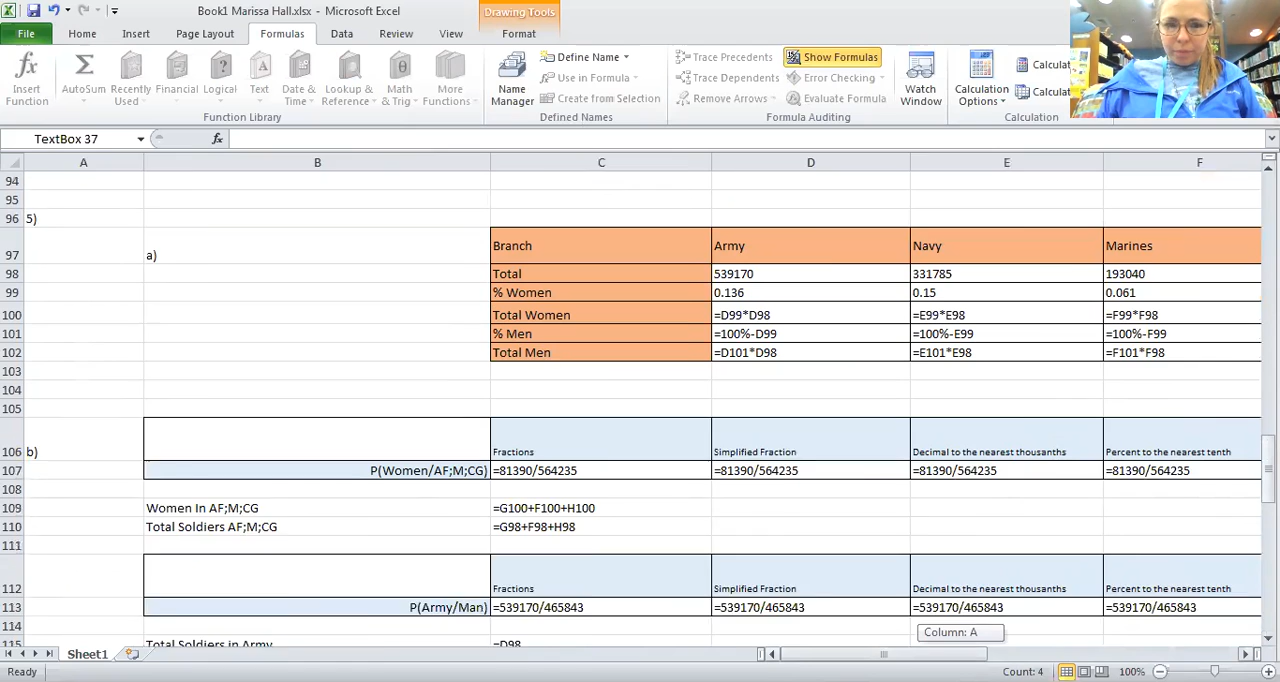 Book1 Marissa Hall.xlsx - Microsoft Excel
Drawing Tools
File Home Insert Page Layout Formulas Data Review View Format
Insert Function
AutoSum
Recently Used
Financial
Logical
Text
Date & Time
Lookup & Reference
Math & Trig
More Functions
Function Library
Name Manager
Define Name
Use in Formula
Create from Selection
Defined Names
Trace Precedents
Trace Dependents
Remove Arrows
Show Formulas
Error Checking
Evaluate Formula
Formula Auditing
Watch Window
Calculation Options
Calculat
Calculat
Calculation
TextBox 37 fx
A B C D E F
94
95
96 5)
97 a) Branch Army Navy Marines
98 Total 539170 331785 193040
99 % Women 0.136 0.15 0.061
100 Total Women =D99*D98 =E99*E98 =F99*F98
101 % Men =100%-D99 =100%-E99 =100%-F99
102 Total Men =D101*D98 =E101*E98 =F101*F98
103
104
105
106 b) Fractions Simplified Fraction Decimal to the nearest thousanths Percent to the nearest tenth
107 P(Women/AF;M;CG) =81390/564235 =81390/564235 =81390/564235 =81390/564235
108
109 Women In AF;M;CG =G100+F100+H100
110 Total Soldiers AF;M;CG =G98+F98+H98
111
112 Fractions Simplified Fraction Decimal to the nearest thousanths Percent to the nearest tenth
113 P(Army/Man) =539170/465843 =539170/465843 =539170/465843 =539170/465843
114
115 Total Soldiers in Army =D98
Column: A
Sheet1
Ready Count: 4 100%